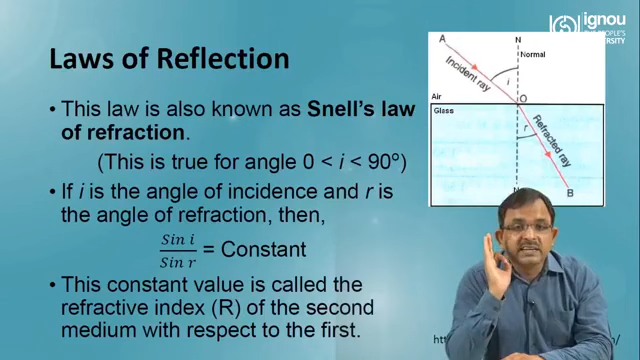 ignou
THE PEOPLE'S
UNIVERSITY
Laws of Reflection
• This law is also known as Snell's law
of refraction.
(This is true for angle 0 < i < 90°)
• If i is the angle of incidence and r is
the angle of refraction, then,
Sin i / Sin r = Constant
• This constant value is called the
refractive index (R) of the second
medium with respect to the first.
A
N
Normal
Incident ray
i
Air
O
Glass
r
Refracted ray
B